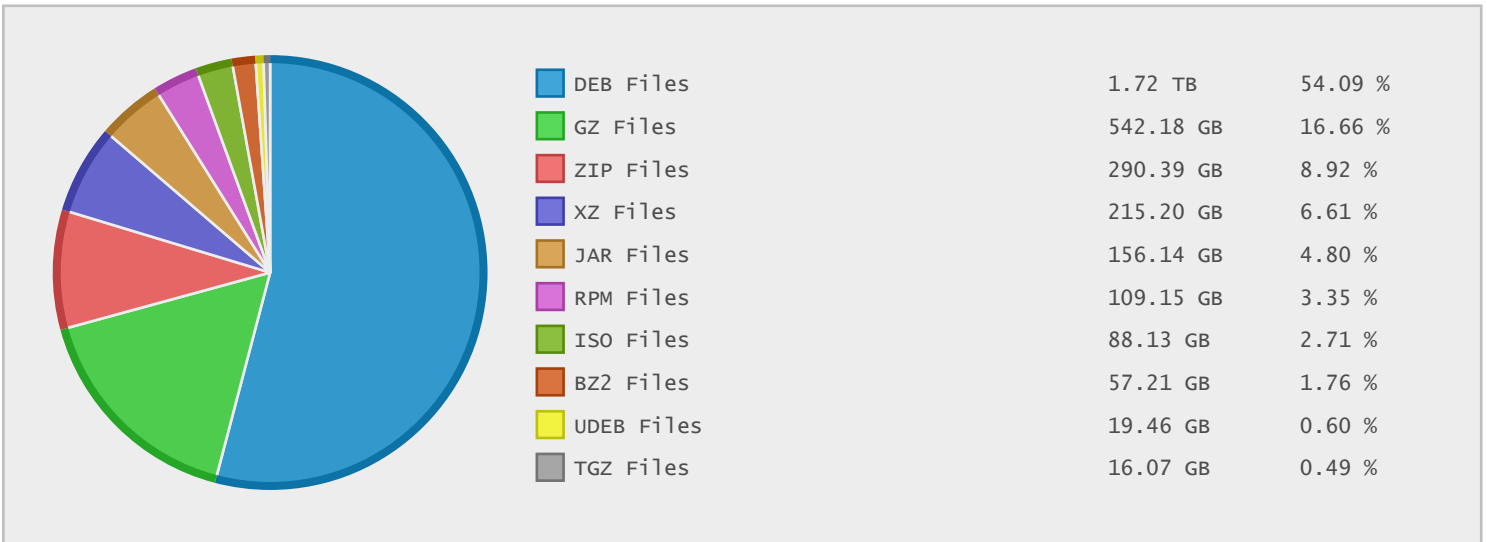 DEB Files 1.72 TB 54.09 %
GZ Files 542.18 GB 16.66 %
ZIP Files 290.39 GB 8.92 %
XZ Files 215.20 GB 6.61 %
JAR Files 156.14 GB 4.80 %
RPM Files 109.15 GB 3.35 %
ISO Files 88.13 GB 2.71 %
BZ2 Files 57.21 GB 1.76 %
UDEB Files 19.46 GB 0.60 %
TGZ Files 16.07 GB 0.49 %